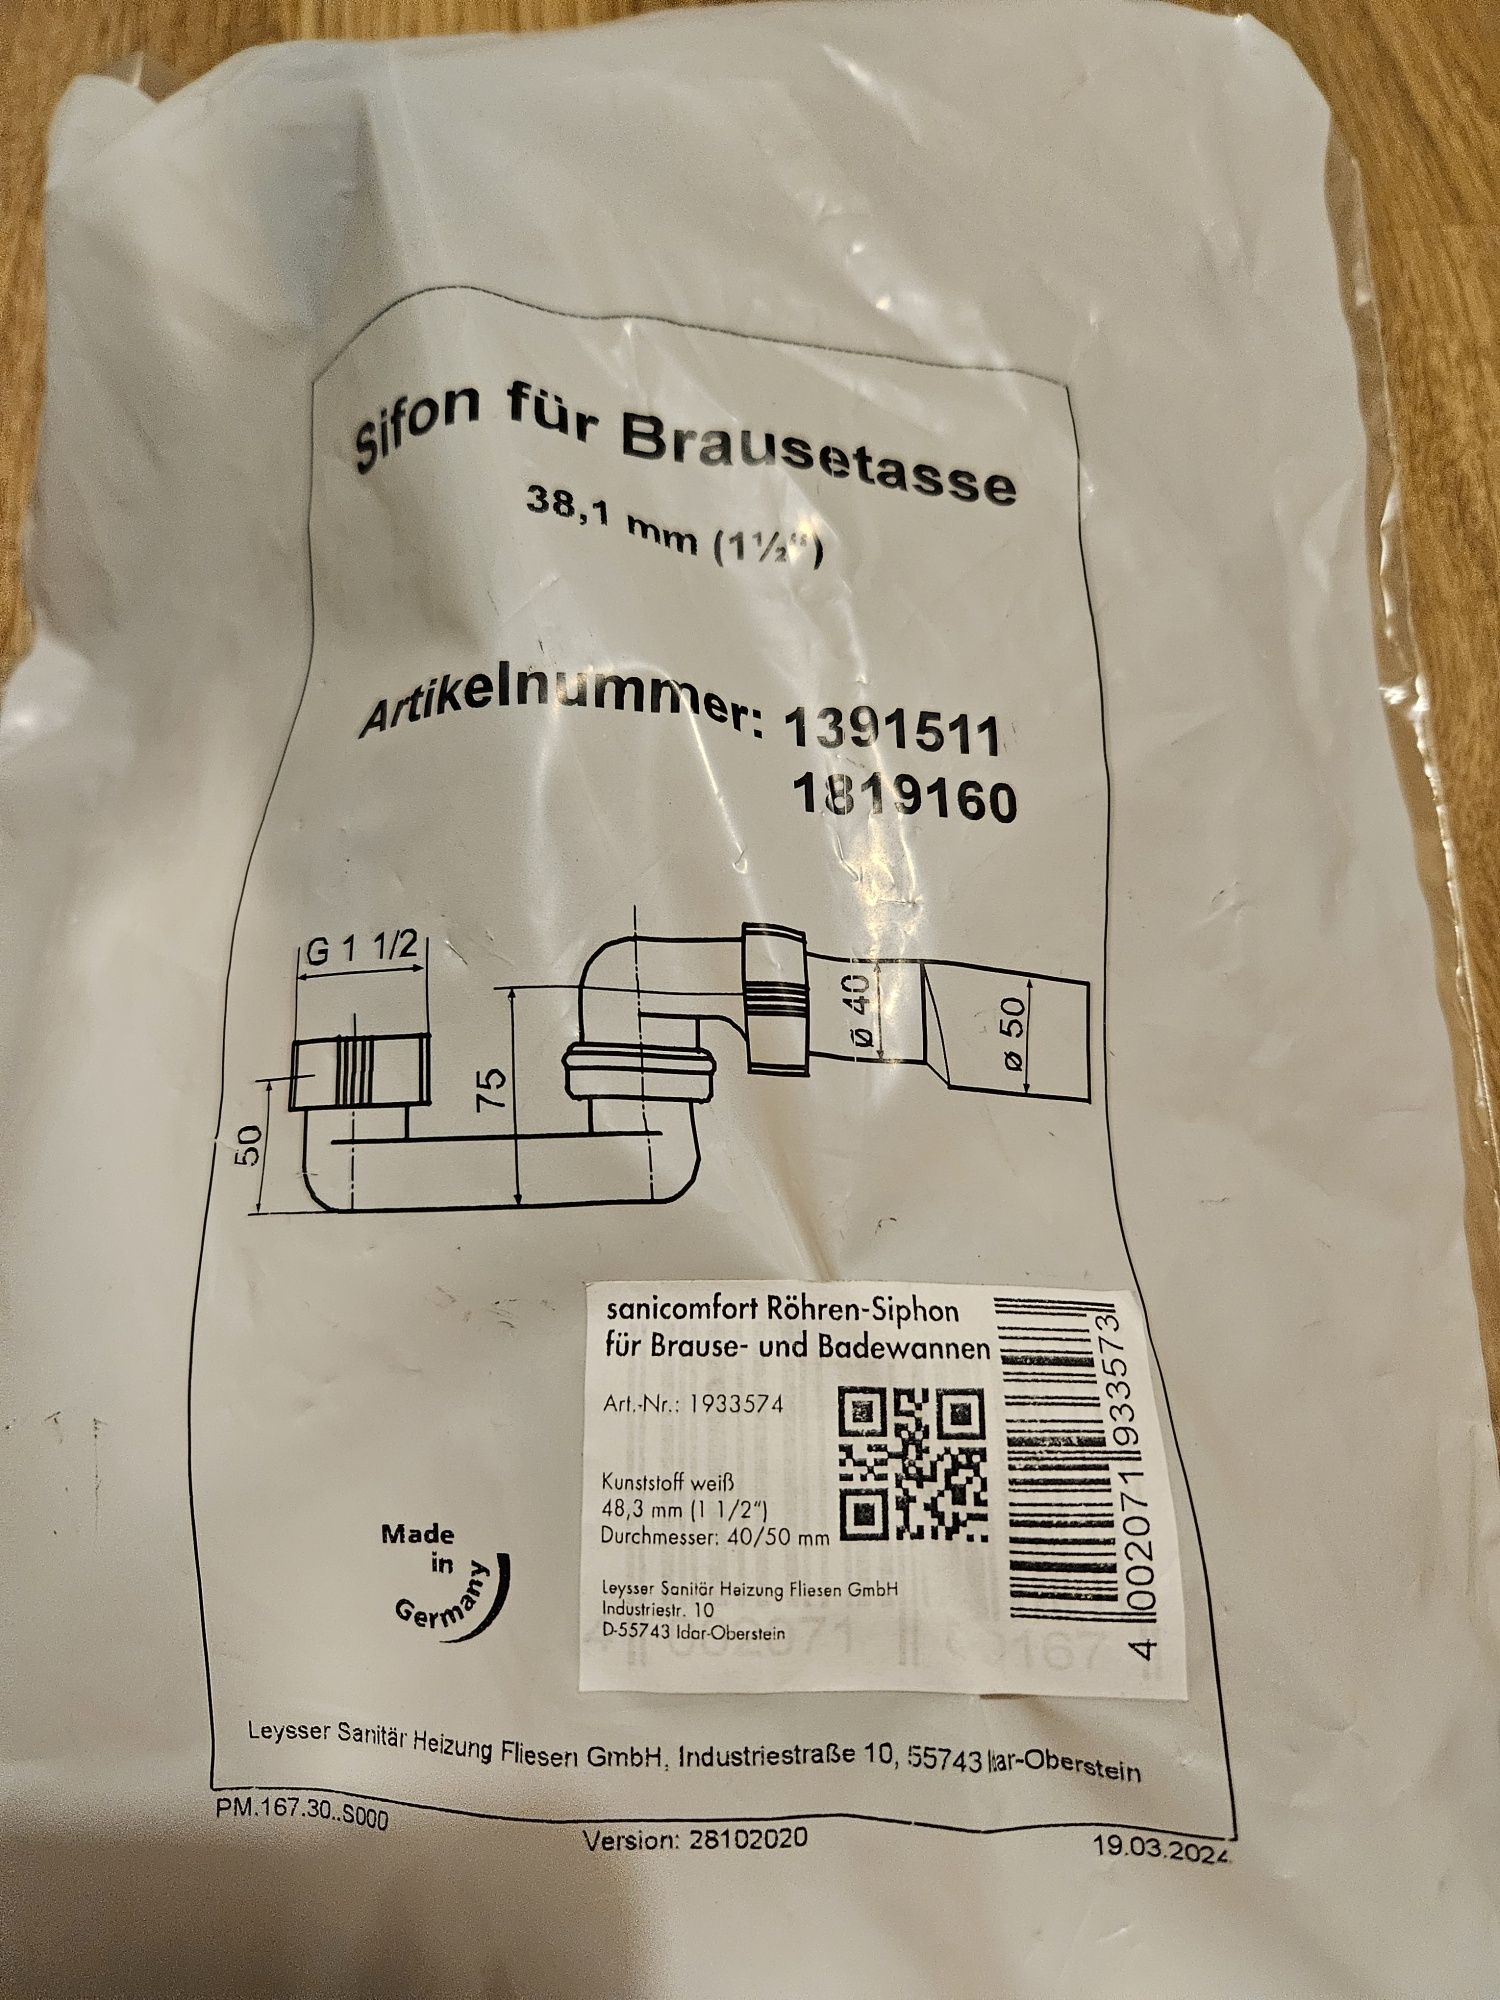 Sifon für Brausetasse
38,1 mm (1½")
Artikelnummer: 1391511
1819160
G 1 1/2
50
75
ø 40
ø 50
sanicomfort Röhren-Siphon
für Brause- und Badewannen
Art.-Nr.: 1933574
Kunststoff weiß
48,3 mm (1 1/2")
Durchmesser: 40/50 mm
Leysser Sanitär Heizung Fliesen GmbH
Industriestr. 10
D-55743 Idar-Oberstein
4 002071 933573
Made
in
Germany
Leysser Sanitär Heizung Fliesen GmbH, Industriestraße 10, 55743 Idar-Oberstein
PM.167.30..S000
Version: 28102020
19.03.2024